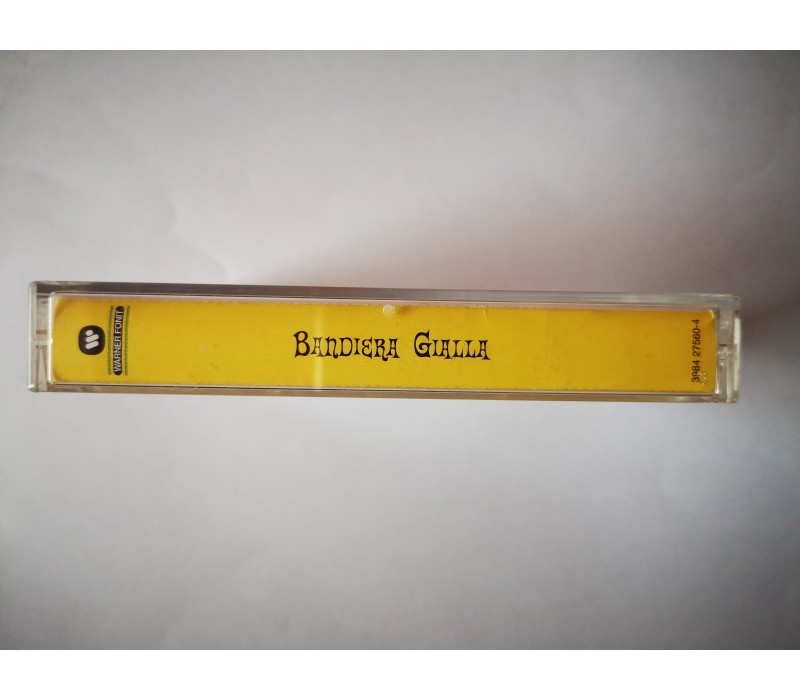 WARNER FONIT
BANDIERA GIALLA
3984 27560-4